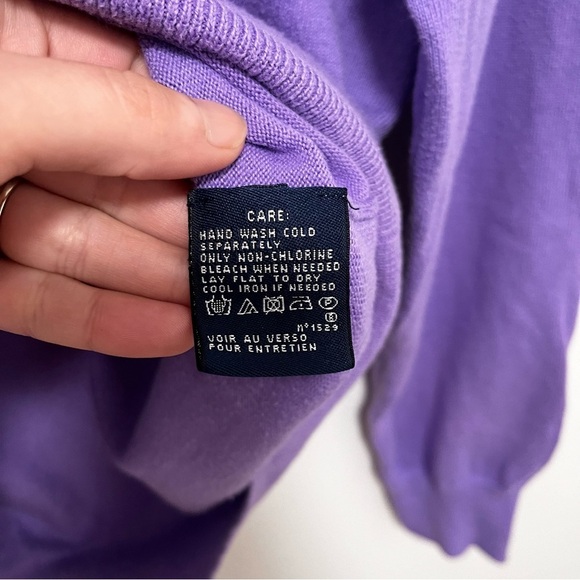 CARE:
HAND WASH COLD
SEPARATELY
ONLY NON-CHLORINE
BLEACH WHEN NEEDED
LAY FLAT TO DRY
COOL IRON IF NEEDED
P
S
nº1529
VOIR AU VERSO
POUR ENTRETIEN